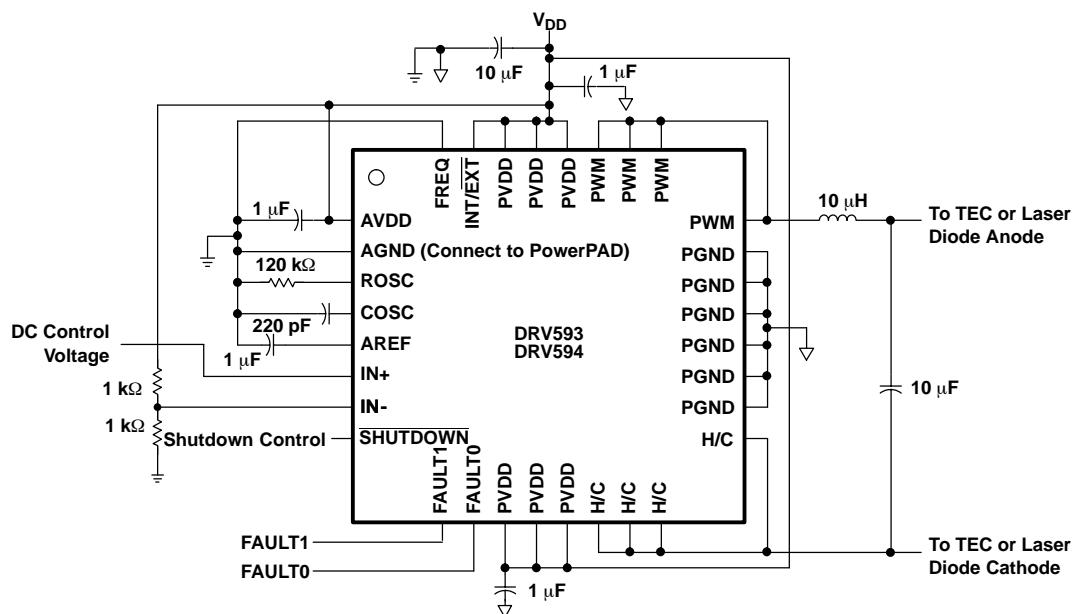 VDD
10 μF
1 μF
FREQ
INT/EXT
PVDD
PVDD
PVDD
PWM
PWM
PWM
1 μF
AVDD
AGND (Connect to PowerPAD)
120 kΩ
ROSC
COSC
220 pF
AREF
1 μF
DC Control
Voltage
IN+
1 kΩ
IN-
1 kΩ
Shutdown Control
SHUTDOWN
DRV593
DRV594
PWM
PGND
PGND
PGND
PGND
PGND
PGND
H/C
10 μH
To TEC or Laser
Diode Anode
10 μF
FAULT1
FAULT0
PVDD
PVDD
PVDD
H/C
H/C
H/C
FAULT1
FAULT0
1 μF
To TEC or Laser
Diode Cathode